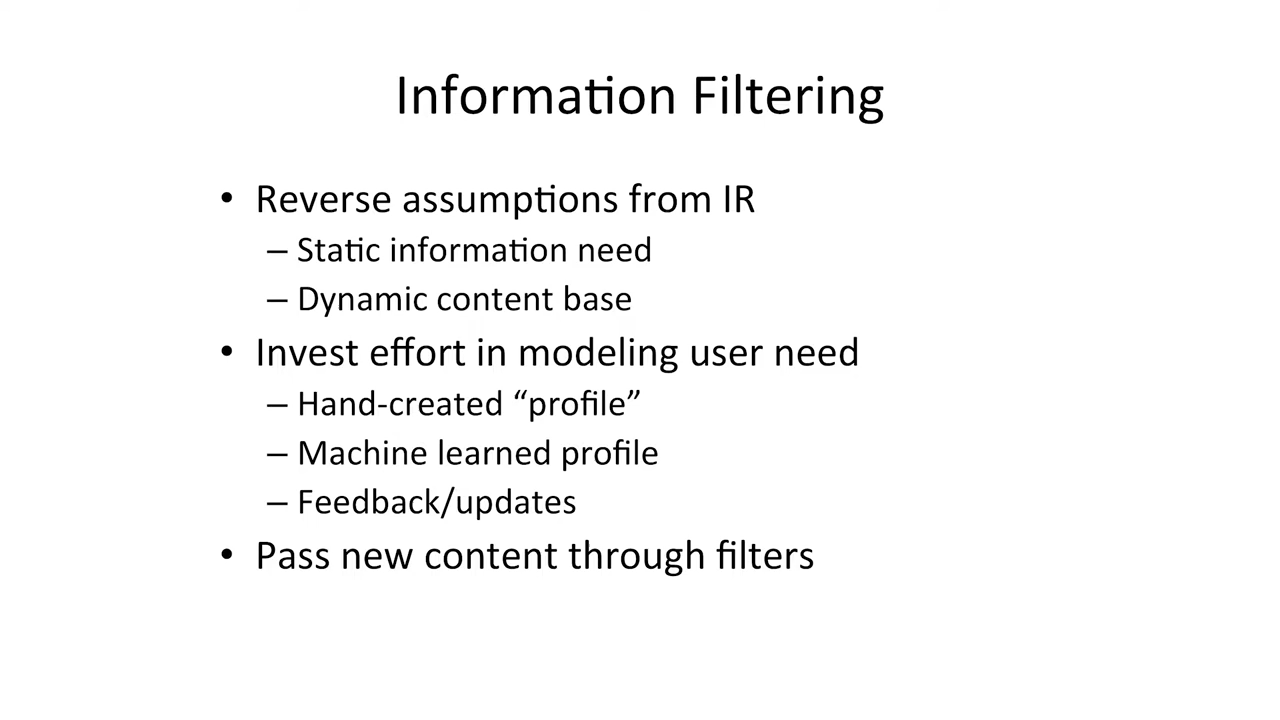 Information Filtering
• Reverse assumptions from IR
– Static information need
– Dynamic content base
• Invest effort in modeling user need
– Hand-created “profile”
– Machine learned profile
– Feedback/updates
• Pass new content through filters